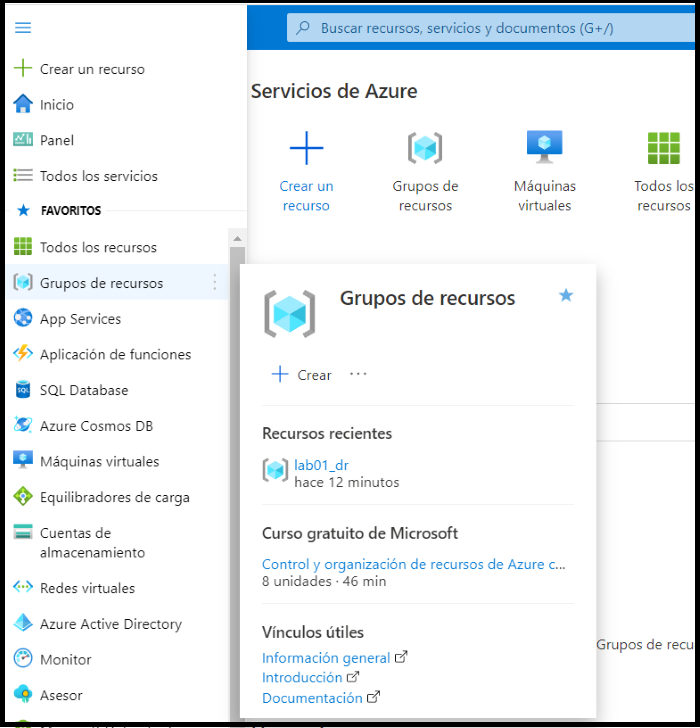 Buscar recursos, servicios y documentos (G+/)
Crear un recurso
Inicio
Panel
Todos los servicios
FAVORITOS
Todos los recursos
Grupos de recursos
App Services
Aplicación de funciones
SQL Database
Azure Cosmos DB
Máquinas virtuales
Equilibradores de carga
Cuentas de
almacenamiento
Redes virtuales
Azure Active Directory
Monitor
Asesor
Servicios de Azure
Crear un
recurso
Grupos de
recursos
Máquinas
virtuales
Todos los
recursos
Grupos de recursos
Crear
Recursos recientes
lab01_dr
hace 12 minutos
Curso gratuito de Microsoft
Control y organización de recursos de Azure c...
8 unidades · 46 min
Vínculos útiles
Información general
Introducción
Documentación
Grupos de recu